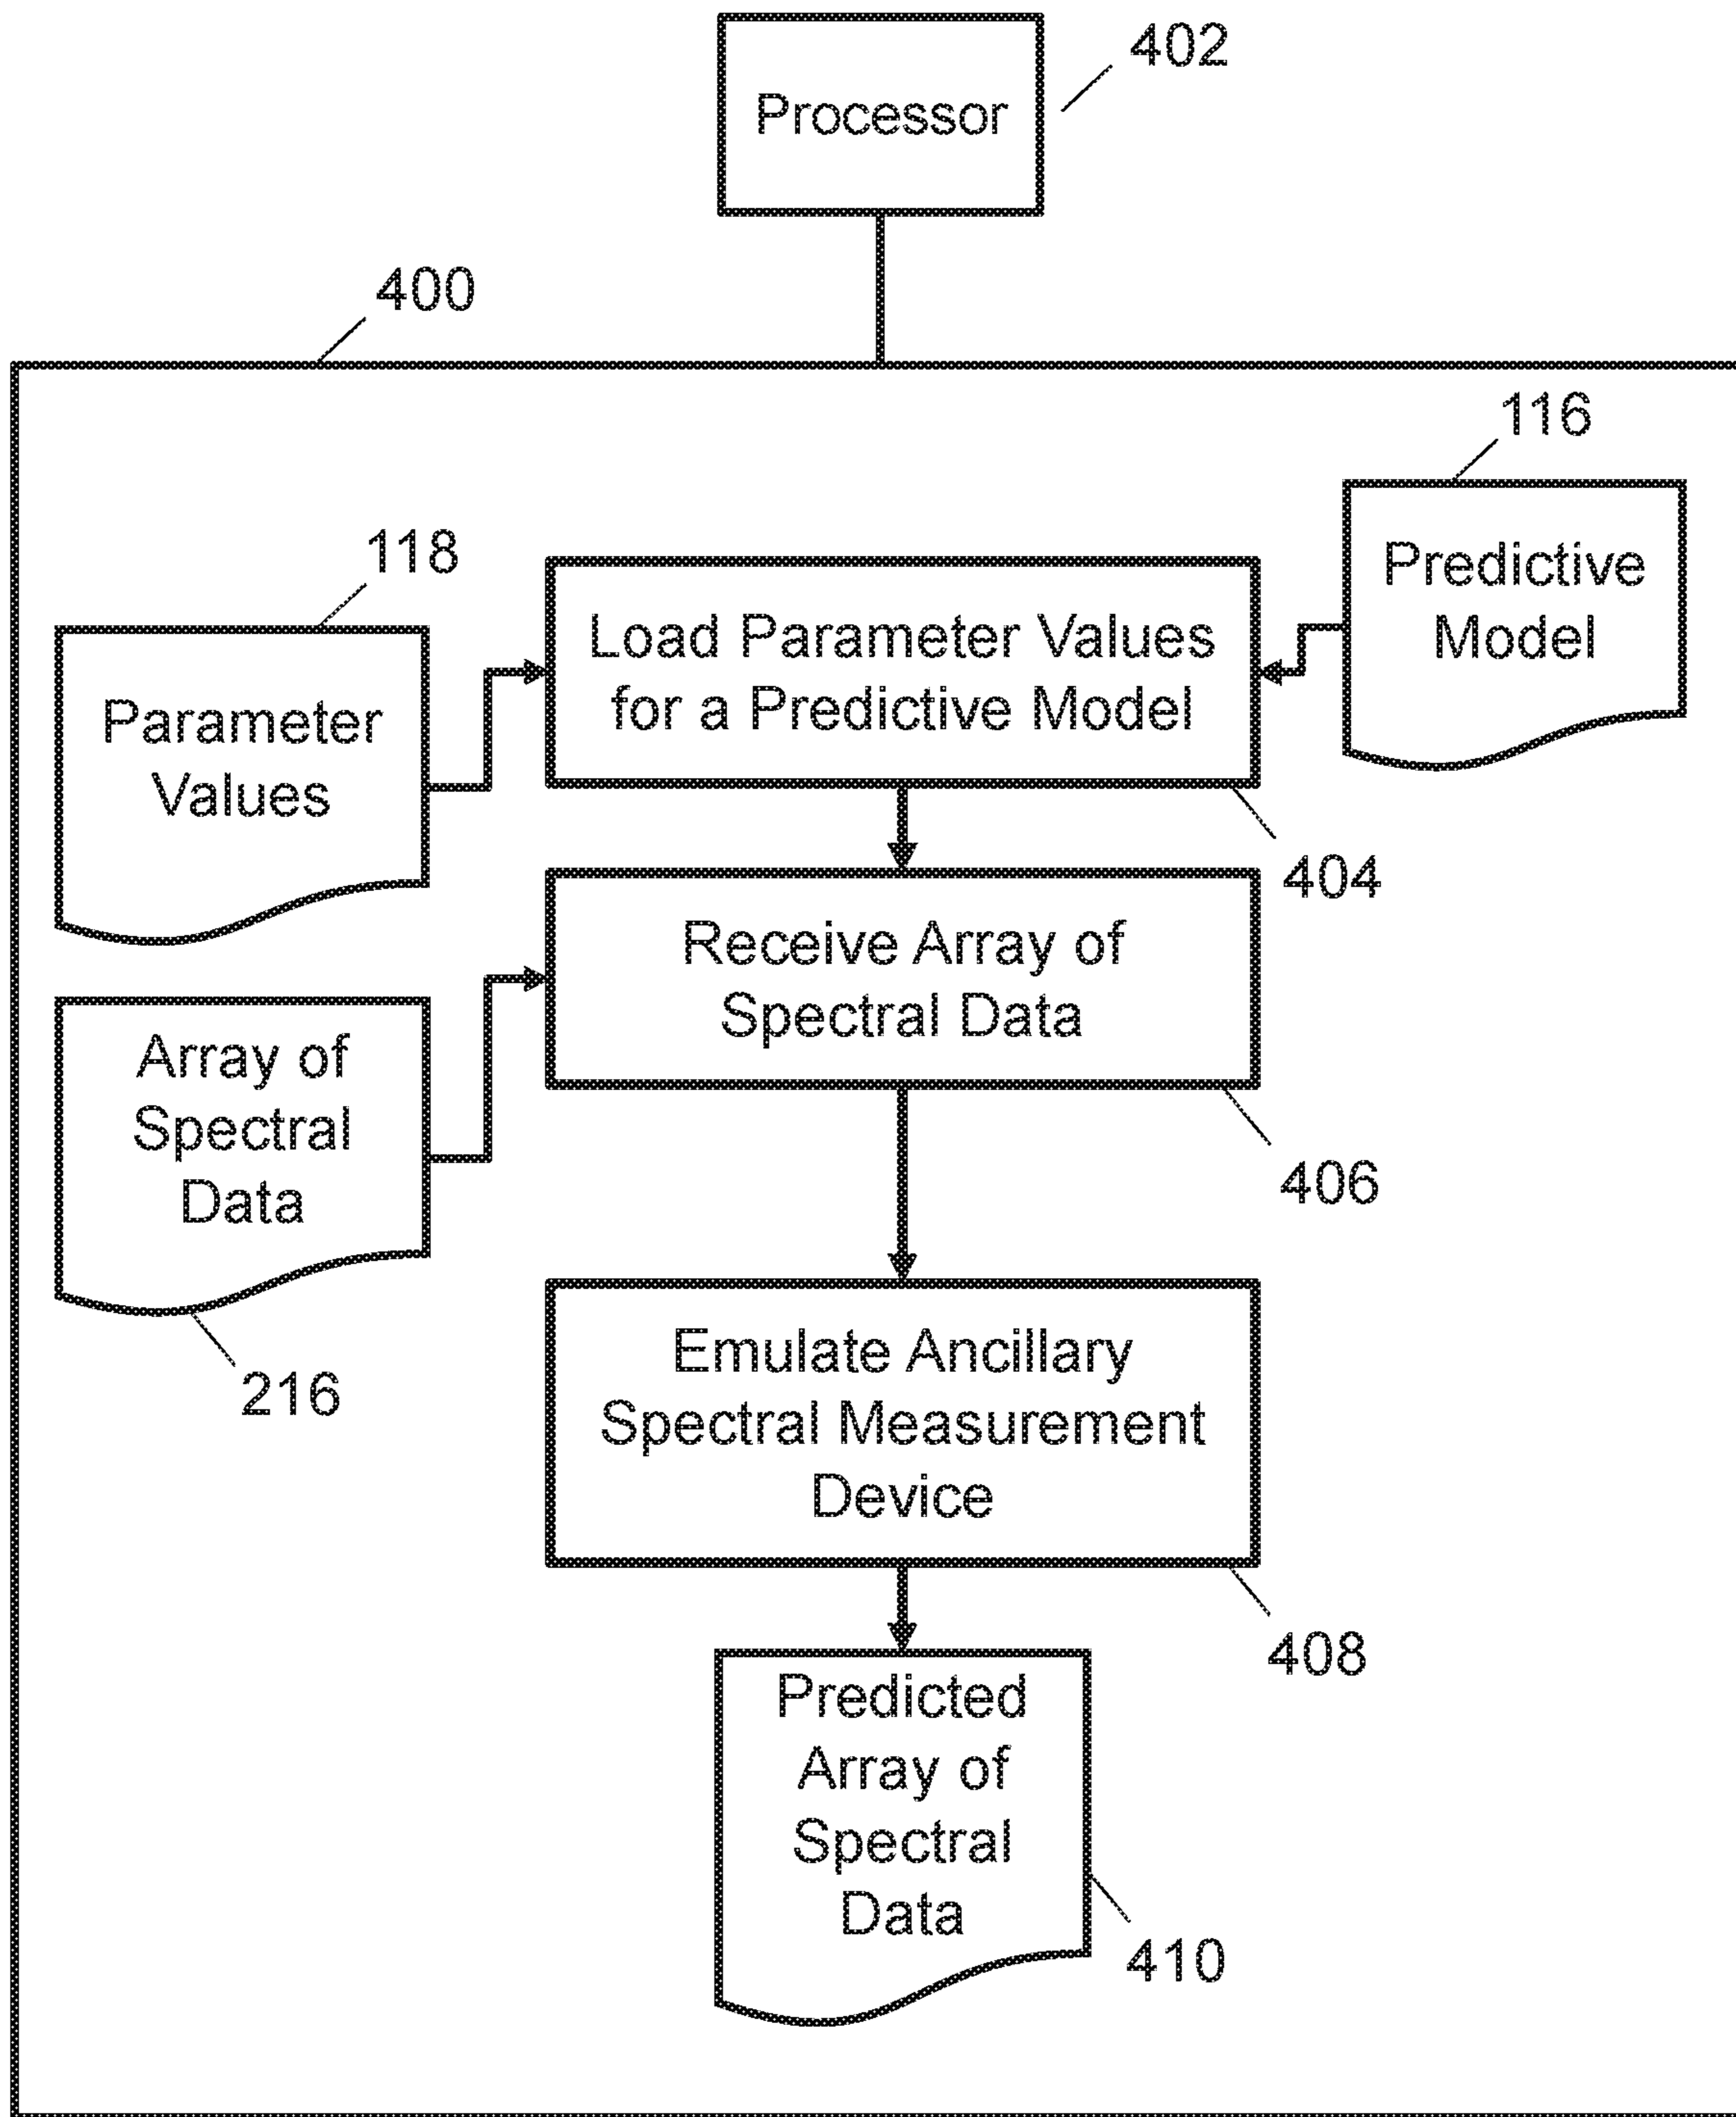 402
Processor
400
116
Predictive
Model
118
Parameter
Values
Load Parameter Values
for a Predictive Model
404
Receive Array of
Spectral Data
406
Array of
Spectral
Data
216
Emulate Ancillary
Spectral Measurement
Device
408
Predicted
Array of
Spectral
Data
410